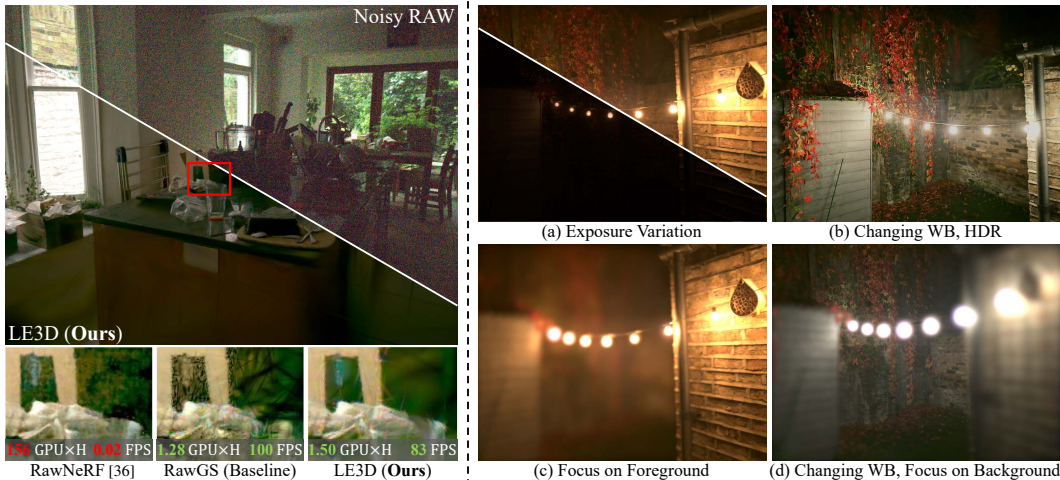 Noisy RAW
LE3D (Ours)
156 GPU×H 0.02 FPS
1.28 GPU×H 100 FPS
1.50 GPU×H 83 FPS
RawNeRF [36]
RawGS (Baseline)
LE3D (Ours)
(a) Exposure Variation
(b) Changing WB, HDR
(c) Focus on Foreground
(d) Changing WB, Focus on Background